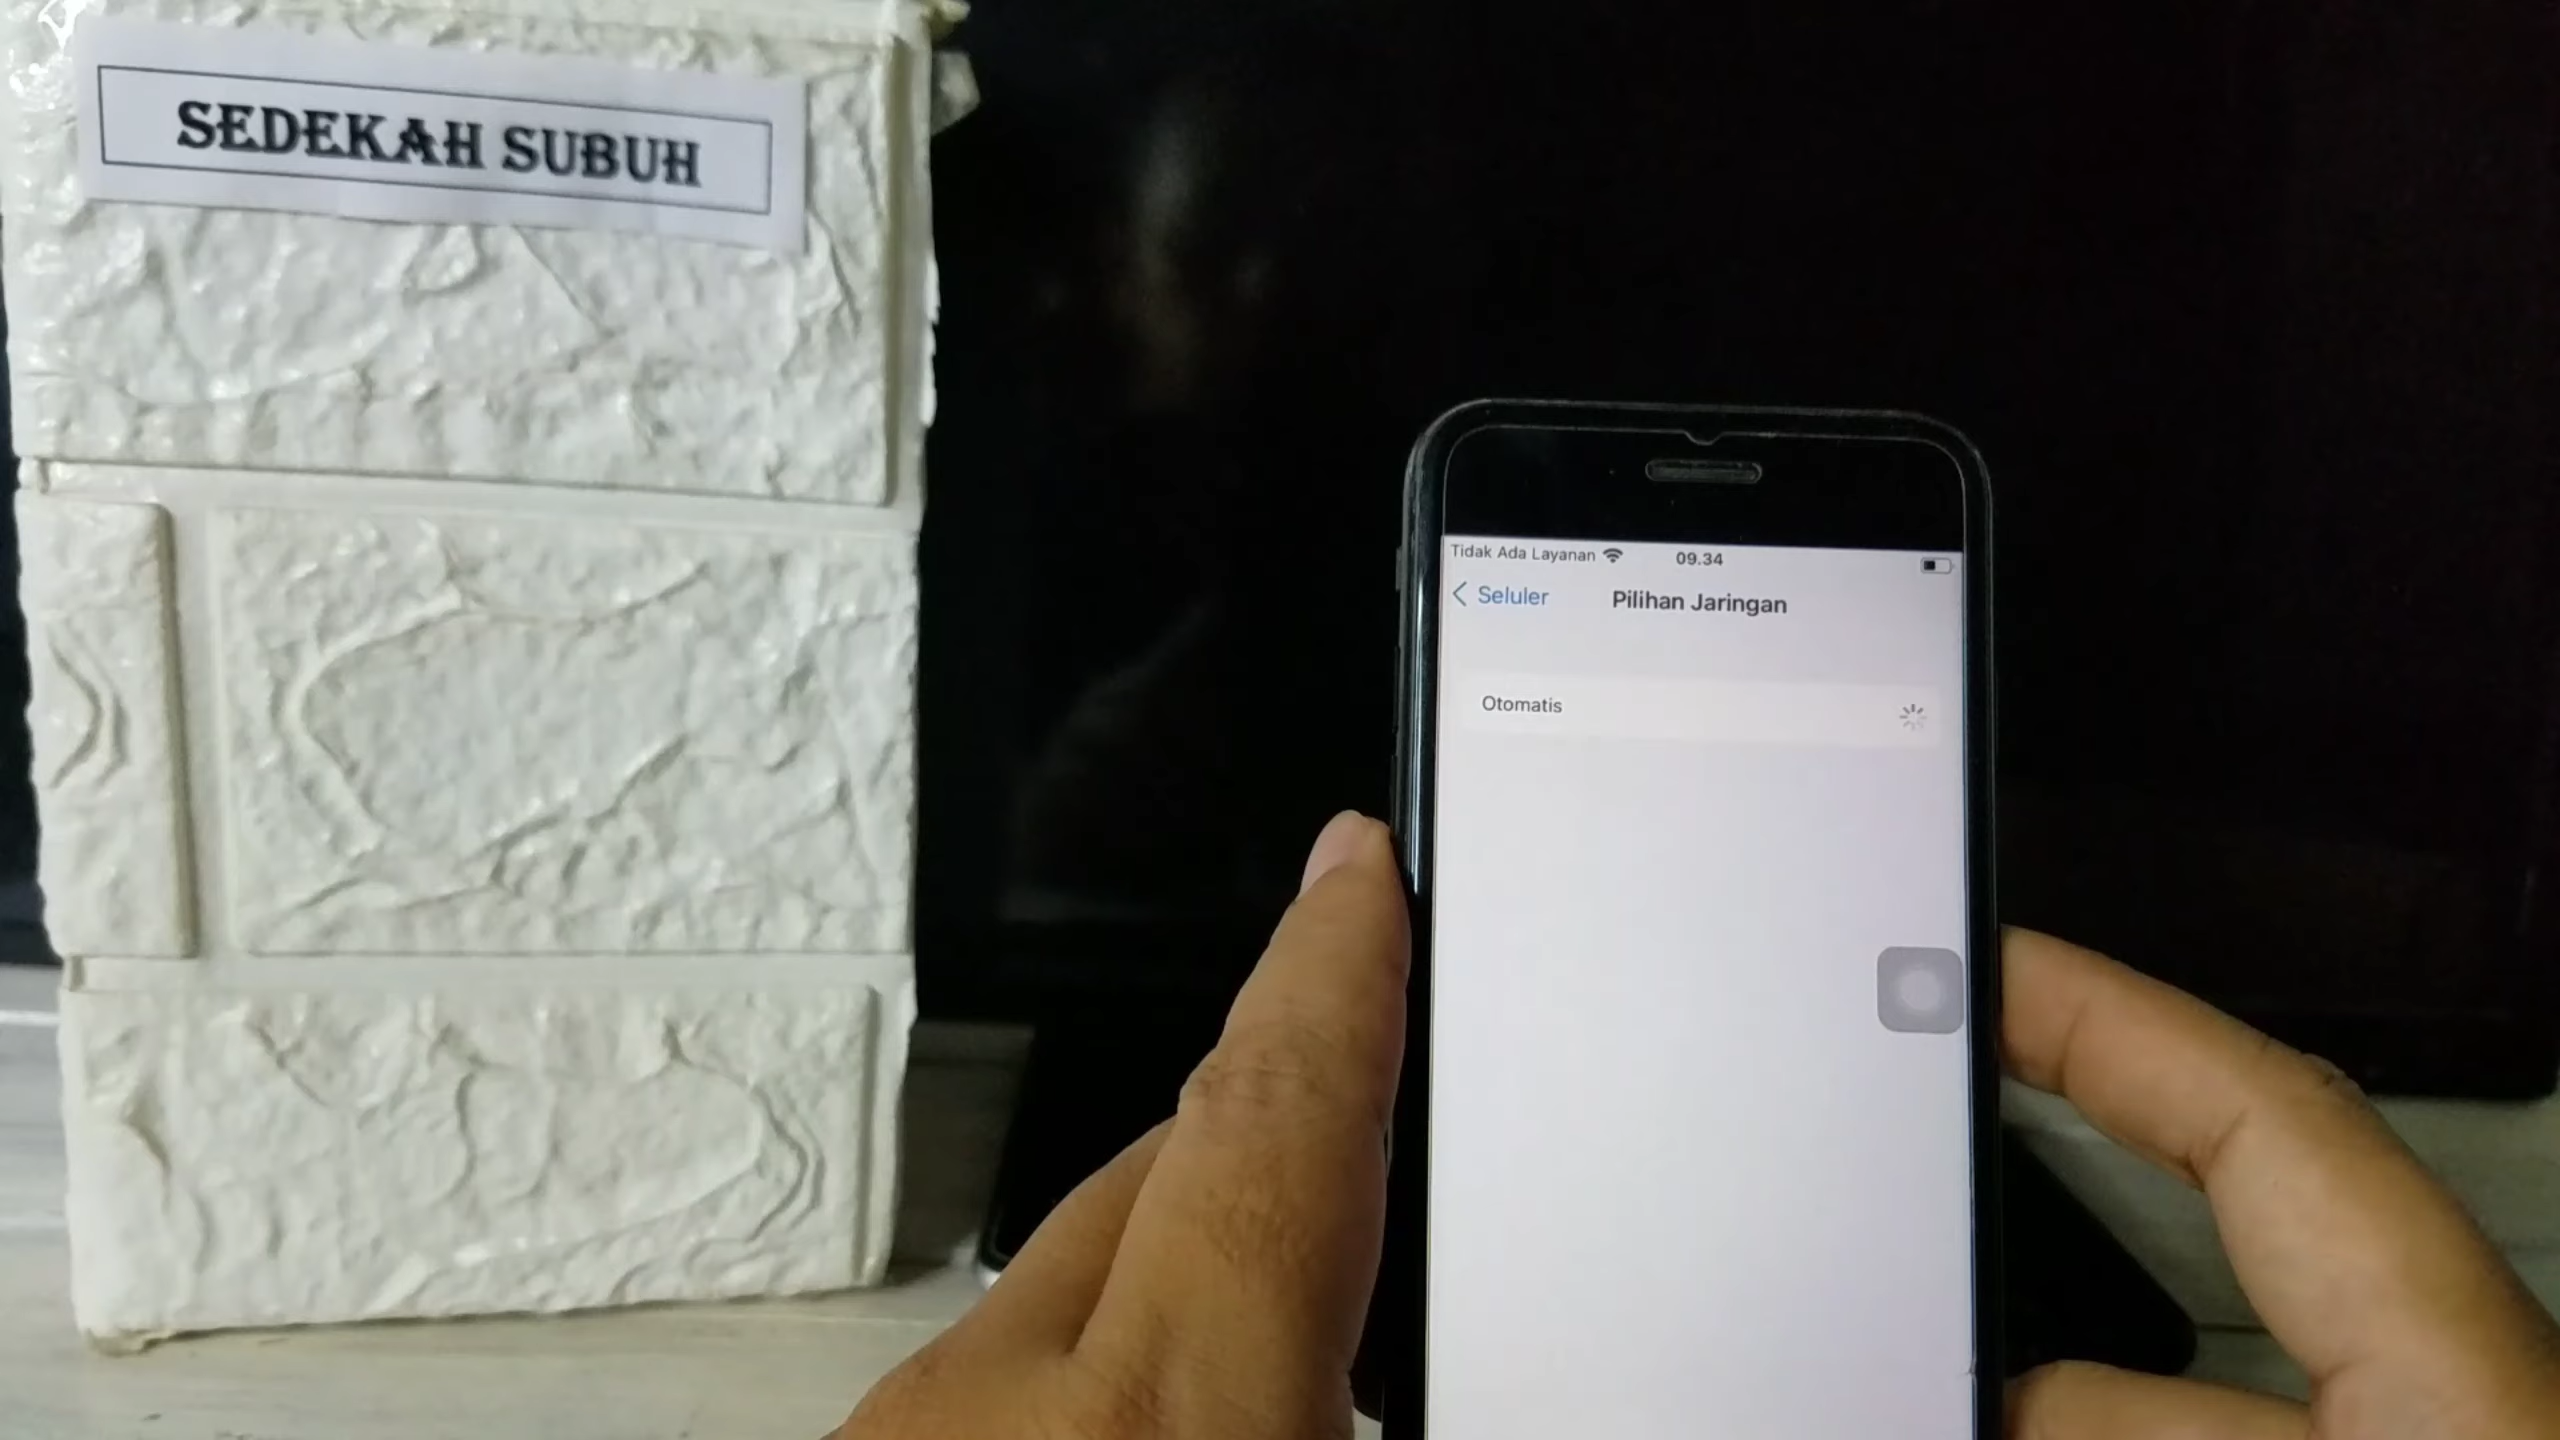 SEDEKAH SUBUH
Tidak Ada Layanan 09.34
Seluler Pilihan Jaringan
Otomatis